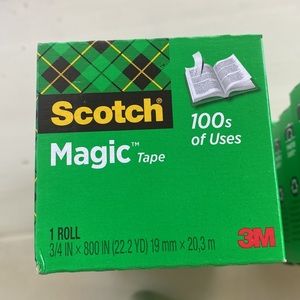 Scotch®
Magic™ Tape
100s
of Uses
1 ROLL
3/4 IN × 800 IN (22.2 YD) 19 mm × 20,3 m
3M